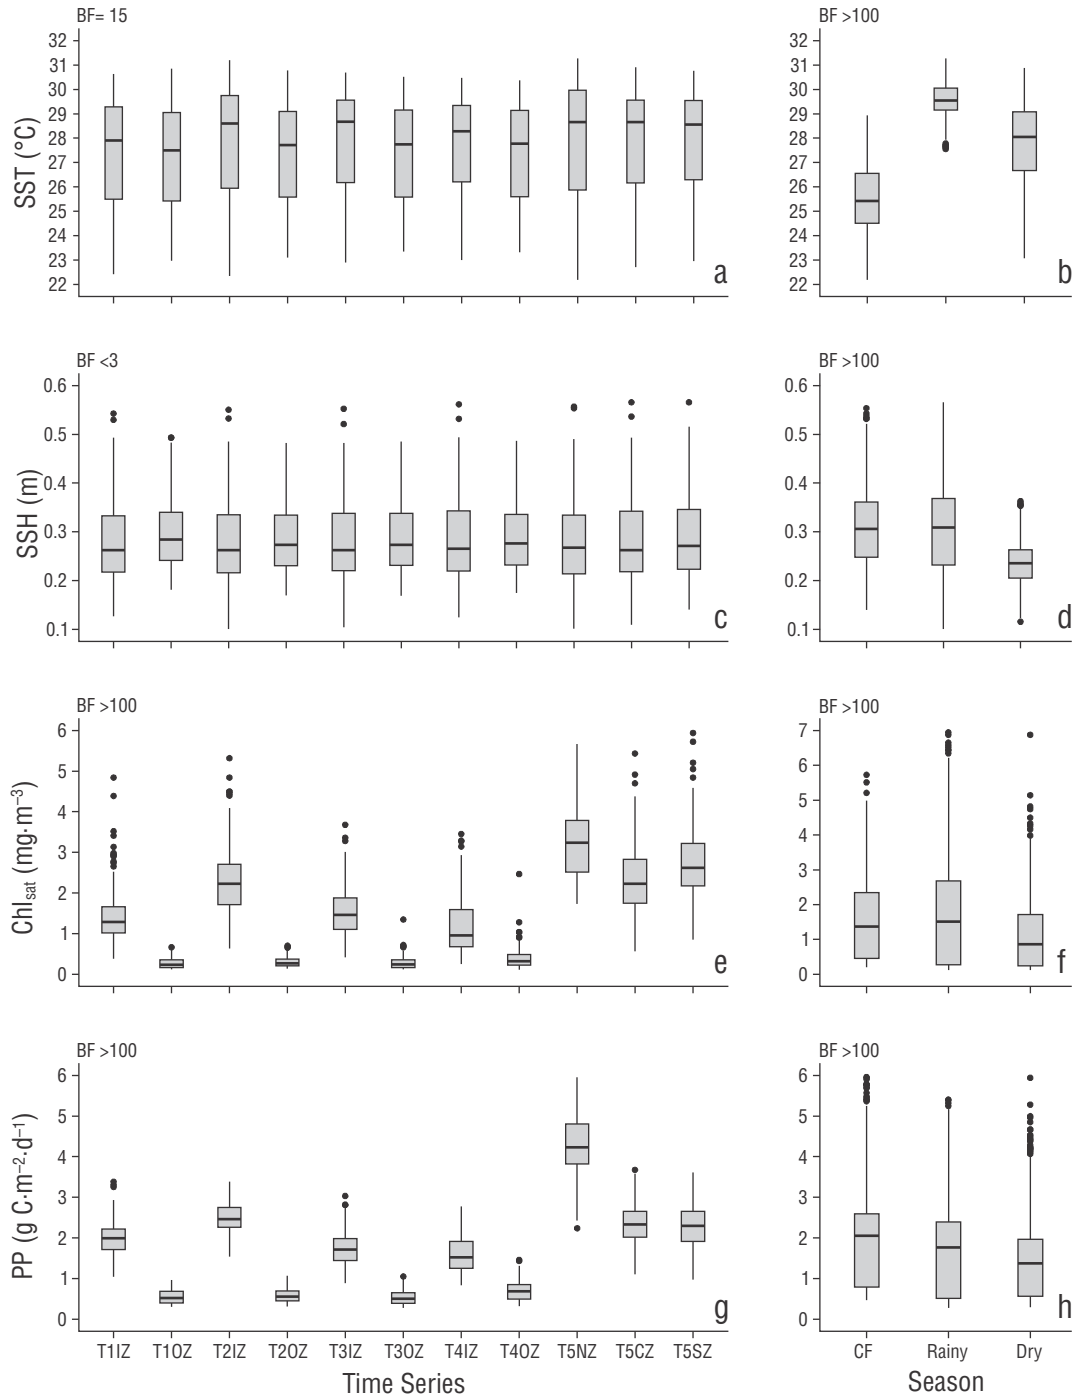 BF= 15
32
31
30
29
28
27
26
25
24
23
22
SST (°C)
a
BF >100
32
31
30
29
28
27
26
25
24
23
22
b
BF <3
0.6
0.5
0.4
0.3
0.2
0.1
SSH (m)
c
BF >100
0.6
0.5
0.4
0.3
0.2
0.1
d
BF >100
6
5
4
3
2
1
0
Chlsat (mg·m−3)
e
BF >100
7
6
5
4
3
2
1
0
f
BF >100
6
5
4
3
2
1
0
PP (g C·m−2·d−1)
g
T1IZ T1OZ T2IZ T2OZ T3IZ T3OZ T4IZ T4OZ T5NZ T5CZ T5SZ
Time Series
BF >100
6
5
4
3
2
1
0
h
CF Rainy Dry
Season